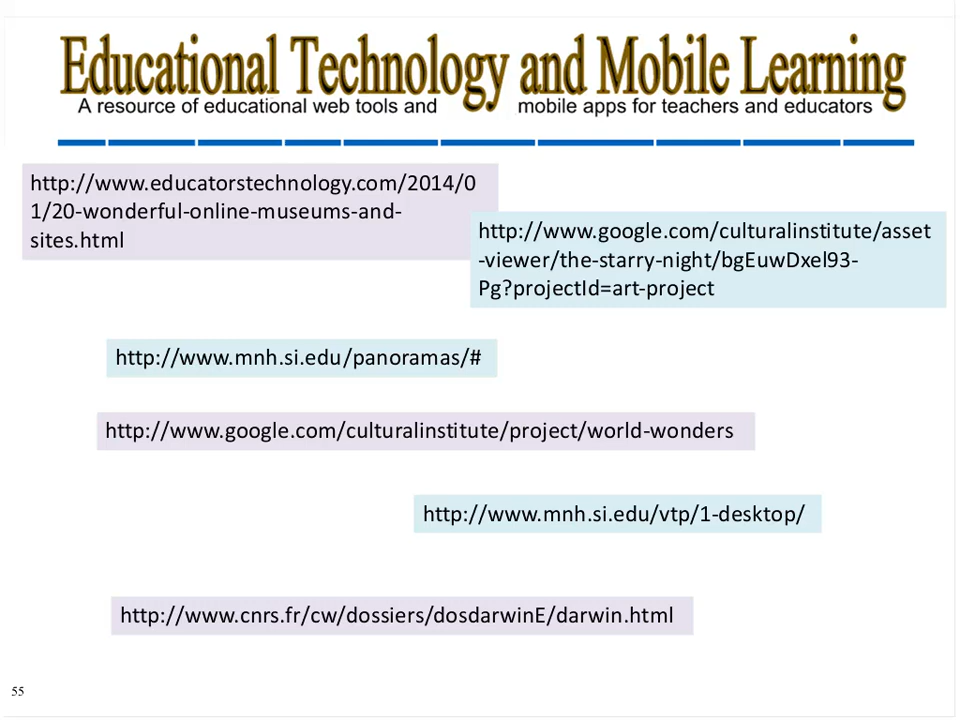 Educational Technology and Mobile Learning
A resource of educational web tools and mobile apps for teachers and educators
http://www.educatorstechnology.com/2014/0
1/20-wonderful-online-museums-and-
sites.html
http://www.google.com/culturalinstitute/asset
-viewer/the-starry-night/bgEuwDxel93-
Pg?projectId=art-project
http://www.mnh.si.edu/panoramas/#
http://www.google.com/culturalinstitute/project/world-wonders
http://www.mnh.si.edu/vtp/1-desktop/
http://www.cnrs.fr/cw/dossiers/dosdarwinE/darwin.html
55